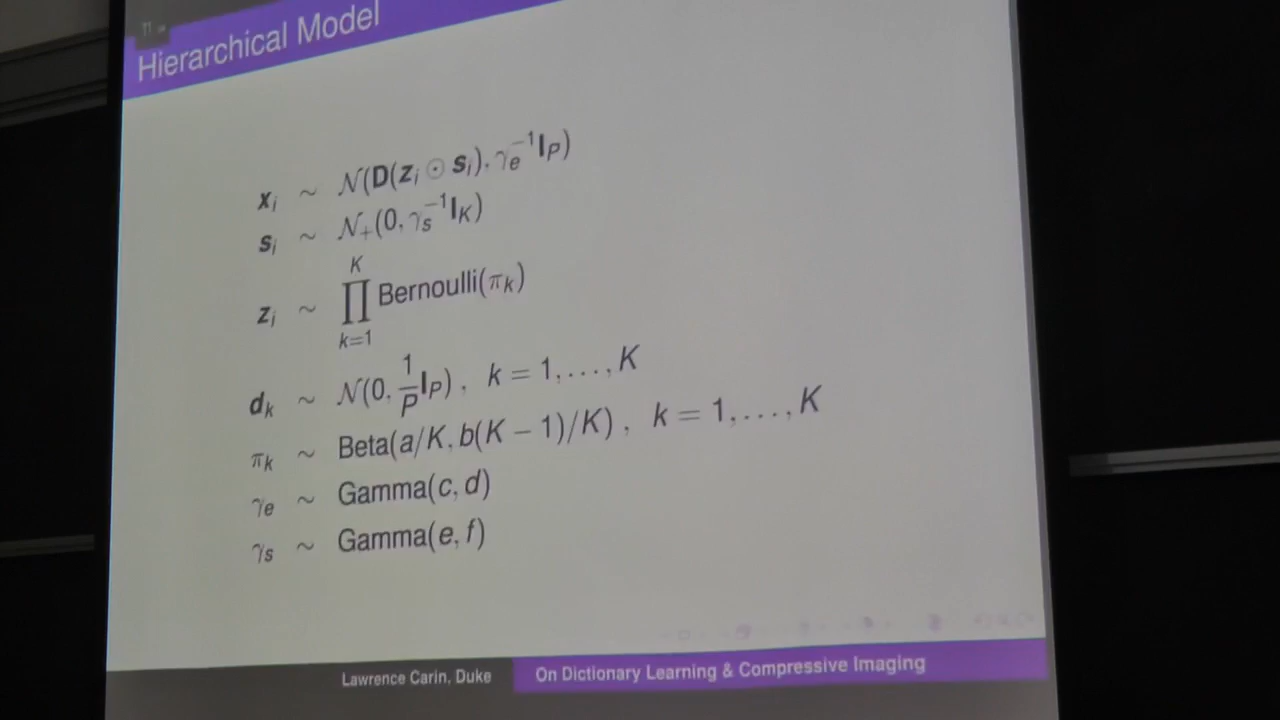 Hierarchical Model
x_i ∼ N(D(z_i ⊙ s_i), γ_e^{-1} I_P)
s_i ∼ N_+(0, γ_s^{-1} I_K)
z_i ∼ ∏_{k=1}^{K} Bernoulli(π_k)
d_k ∼ N(0, \frac{1}{P} I_P) , k = 1, . . . , K
π_k ∼ Beta(a/K, b(K − 1)/K) , k = 1, . . . , K
γ_e ∼ Gamma(c, d)
γ_s ∼ Gamma(e, f)
Lawrence Carin, Duke
On Dictionary Learning & Compressive Imaging